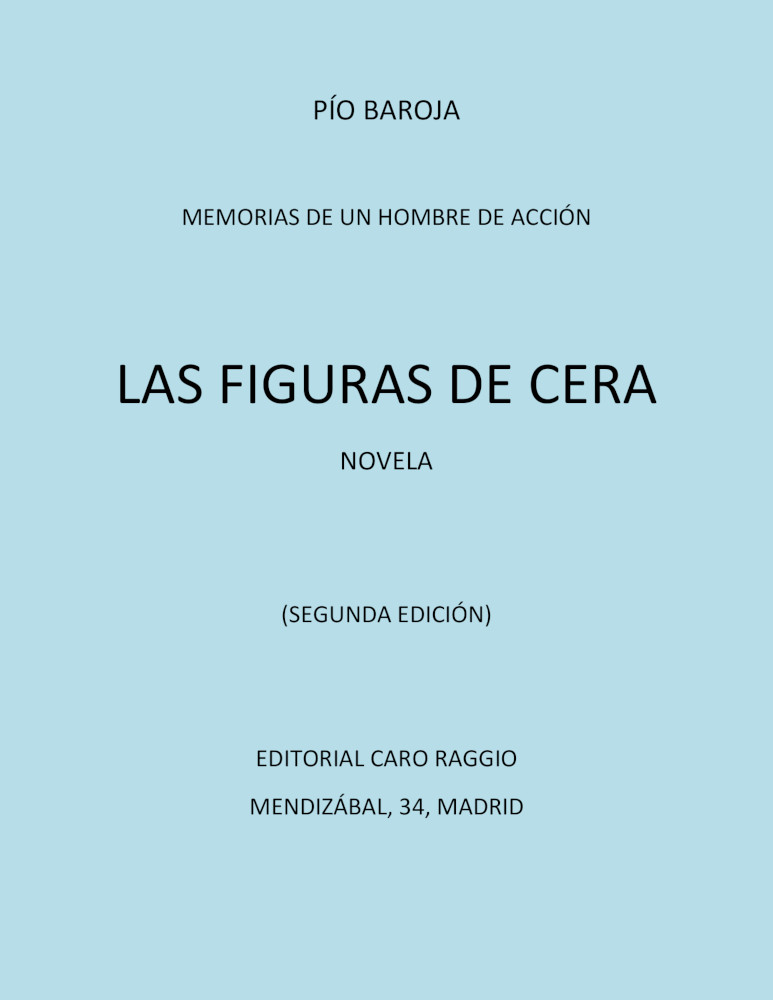 PÍO BAROJA
MEMORIAS DE UN HOMBRE DE ACCIÓN
LAS FIGURAS DE CERA
NOVELA
(SEGUNDA EDICIÓN)
EDITORIAL CARO RAGGIO
MENDIZÁBAL, 34, MADRID